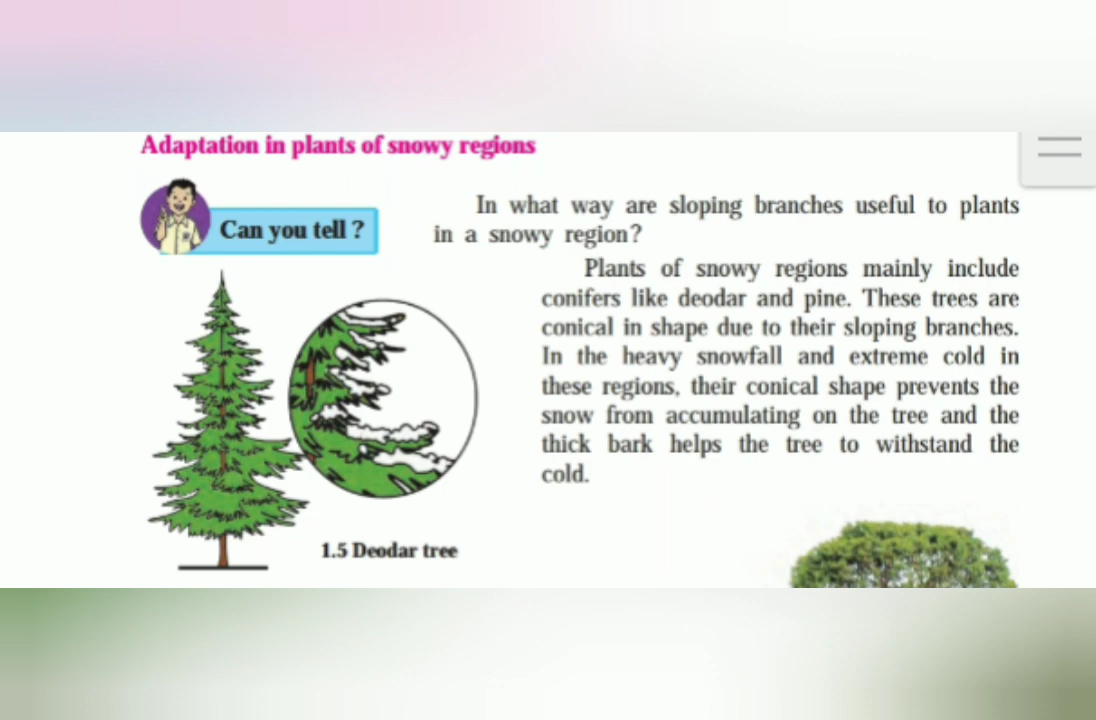 Adaptation in plants of snowy regions
Can you tell ?
In what way are sloping branches useful to plants
in a snowy region?
Plants of snowy regions mainly include
conifers like deodar and pine. These trees are
conical in shape due to their sloping branches.
In the heavy snowfall and extreme cold in
these regions, their conical shape prevents the
snow from accumulating on the tree and the
thick bark helps the tree to withstand the
cold.
1.5 Deodar tree